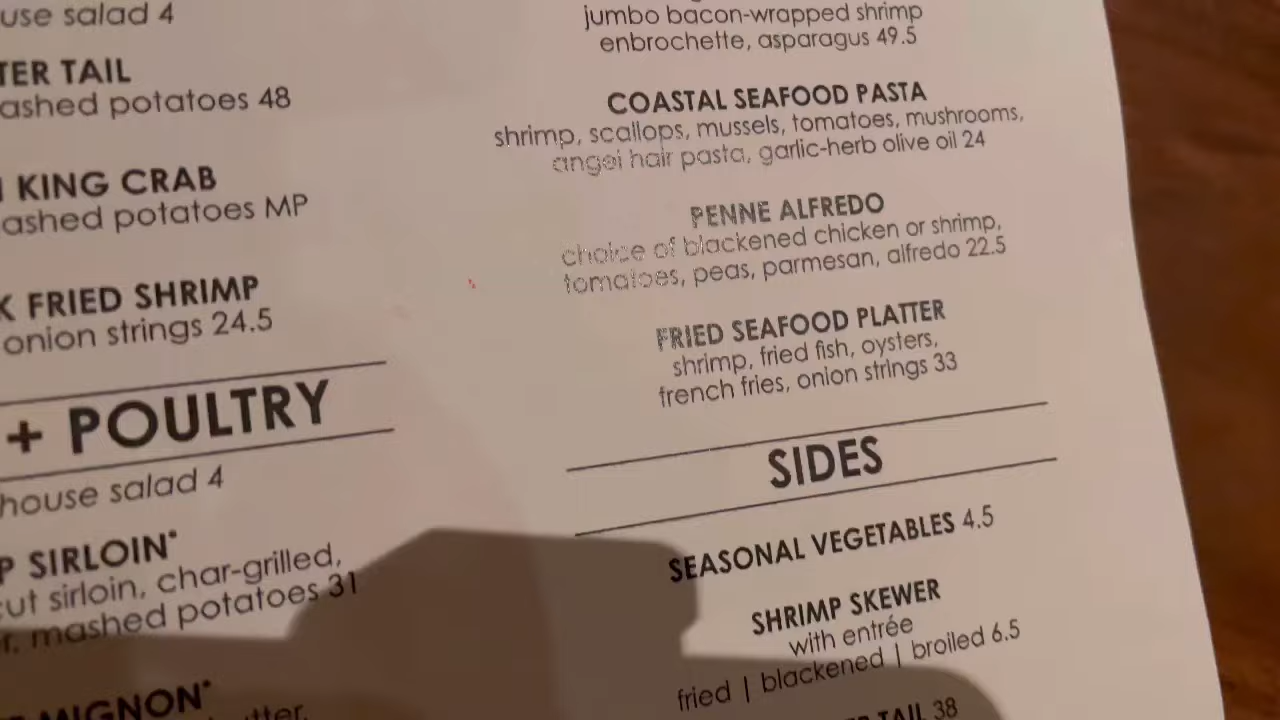 use salad 4
TER TAIL
ashed potatoes 48
KING CRAB
ashed potatoes MP
K FRIED SHRIMP
onion strings 24.5
+ POULTRY
house salad 4
P SIRLOIN*
cut sirloin, char-grilled,
r, mashed potatoes 31
MIGNON*
tter,
jumbo bacon-wrapped shrimp
enbrochette, asparagus 49.5
COASTAL SEAFOOD PASTA
shrimp, scallops, mussels, tomatoes, mushrooms,
angel hair pasta, garlic-herb olive oil 24
PENNE ALFREDO
choice of blackened chicken or shrimp,
tomatoes, peas, parmesan, alfredo 22.5
FRIED SEAFOOD PLATTER
shrimp, fried fish, oysters,
french fries, onion strings 33
SIDES
SEASONAL VEGETABLES 4.5
SHRIMP SKEWER
with entrée
fried | blackened | broiled 6.5
TAIL 38